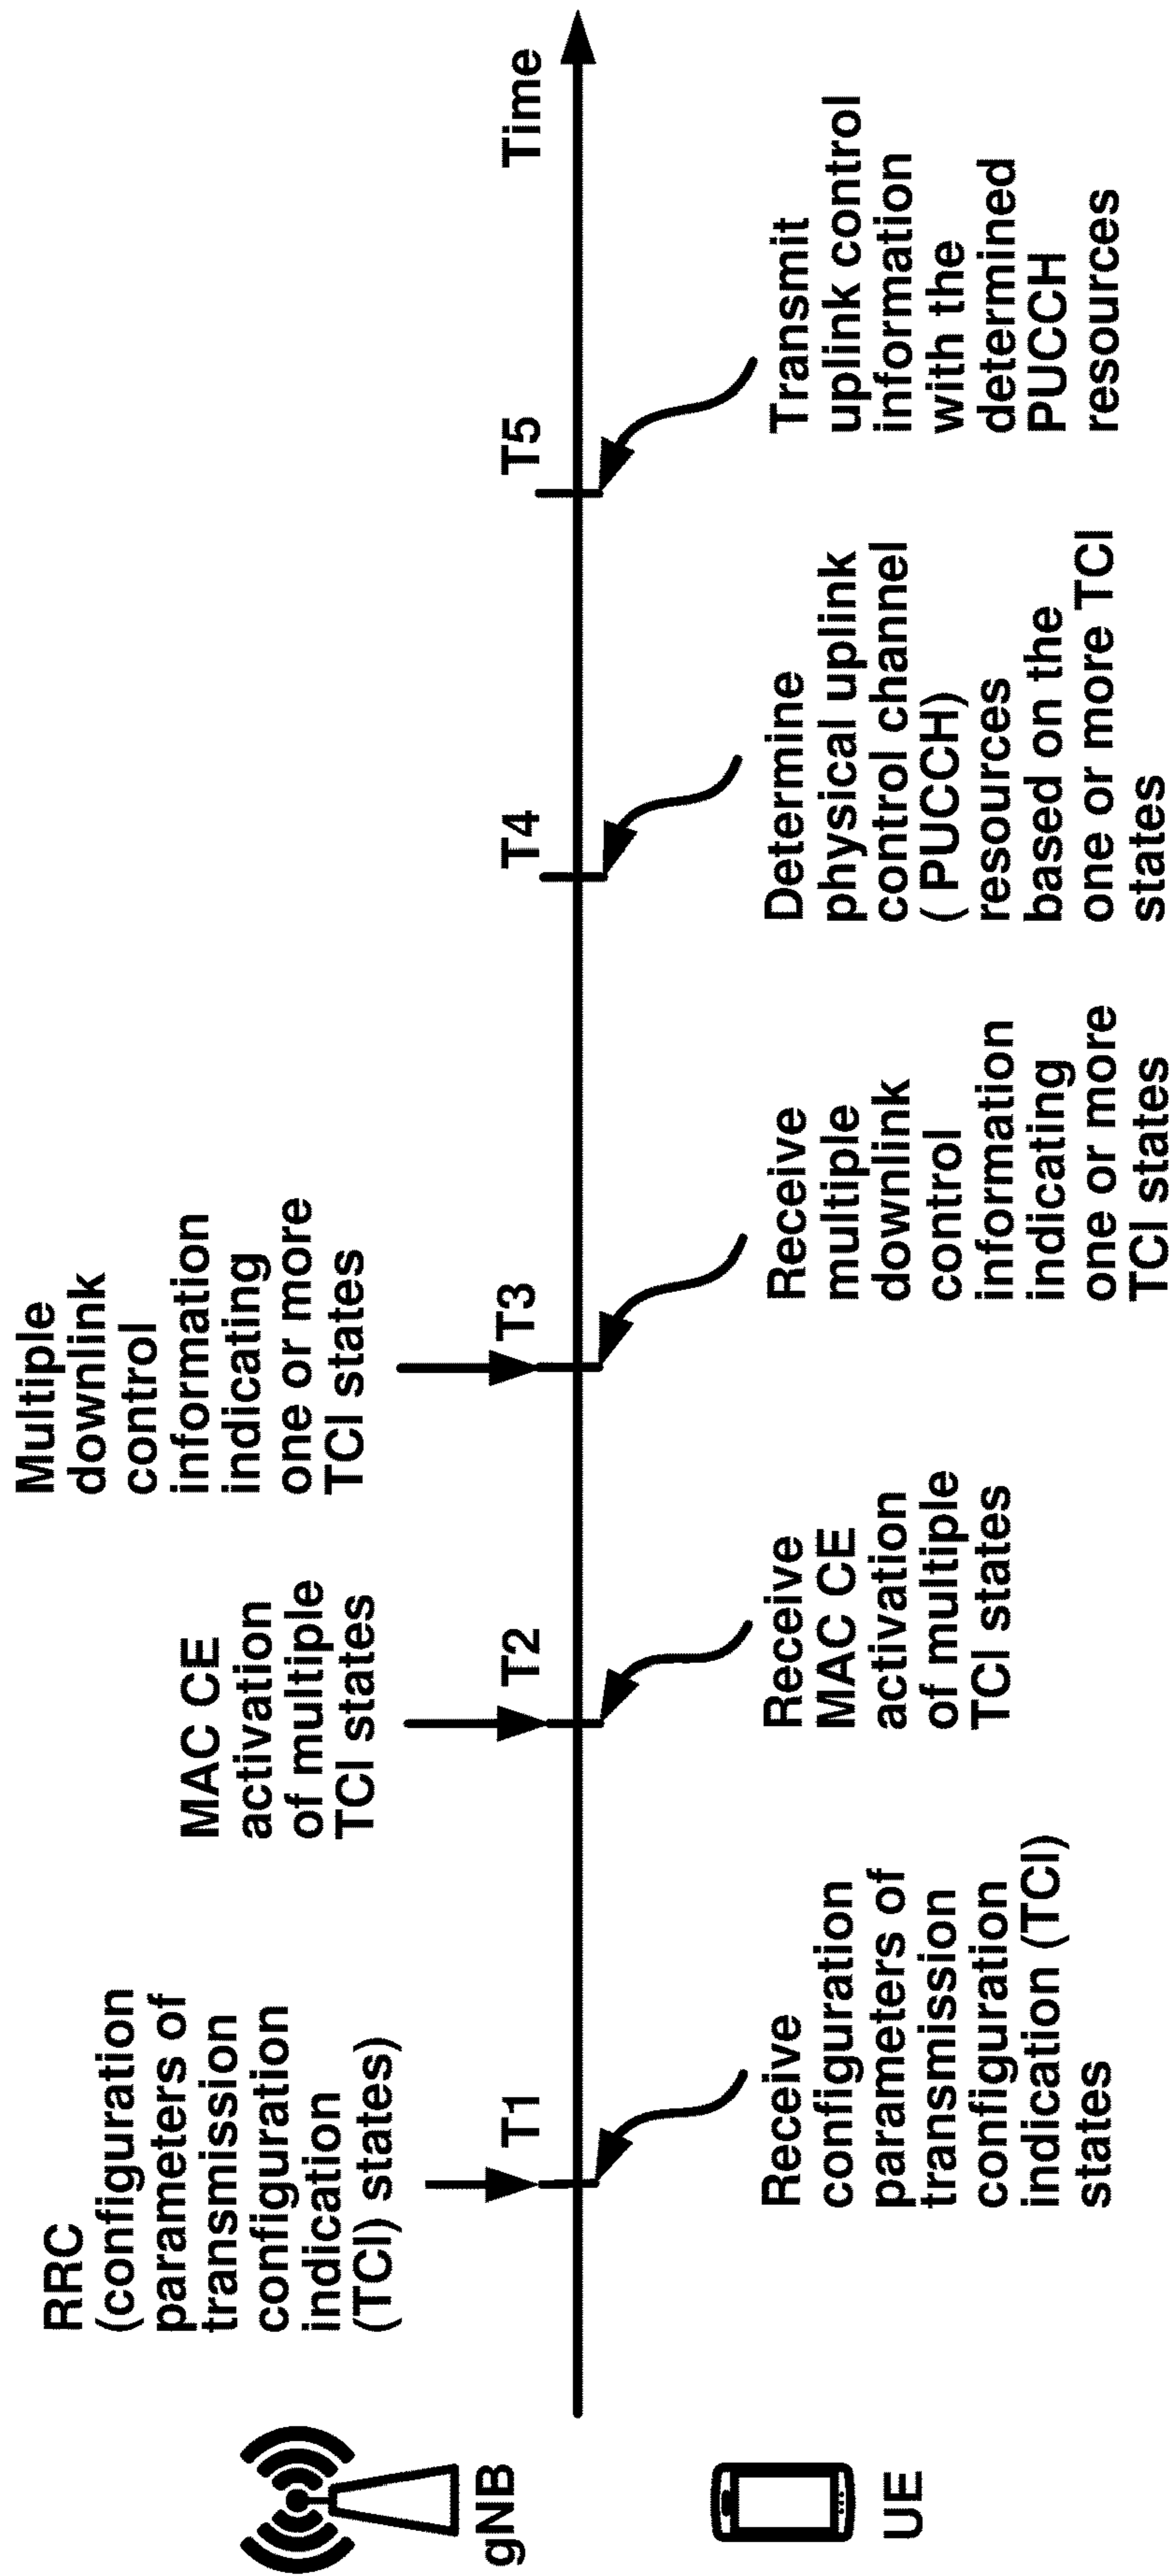 gNB
UE
RRC
(configuration
parameters of
transmission
configuration
indication
(TCI) states)
MAC CE
activation
of multiple
TCI states
Multiple
downlink
control
information
indicating
one or more
TCI states
T1
T2
T3
T4
T5
Time
Receive
configuration
parameters of
transmission
configuration
indication (TCI)
states
Receive
MAC CE
activation
of multiple
TCI states
Receive
multiple
downlink
control
information
indicating
one or more
TCI states
Determine
physical uplink
control channel
( PUCCH)
resources
based on the
one or more TCI
states
Transmit
uplink control
information
with the
determined
PUCCH
resources